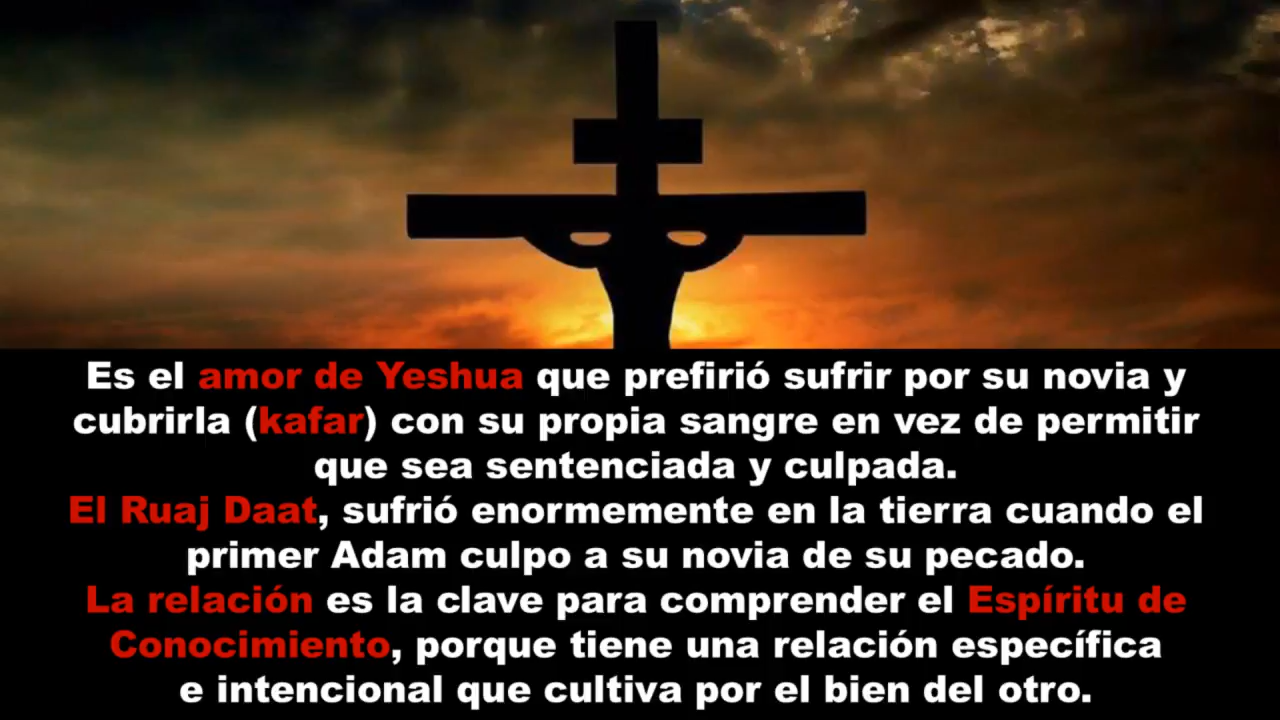 Es el amor de Yeshua que prefirió sufrir por su novia y
cubrirla (kafar) con su propia sangre en vez de permitir
que sea sentenciada y culpada.
El Ruaj Daat, sufrió enormemente en la tierra cuando el
primer Adam culpo a su novia de su pecado.
La relación es la clave para comprender el Espíritu de
Conocimiento, porque tiene una relación específica
e intencional que cultiva por el bien del otro.